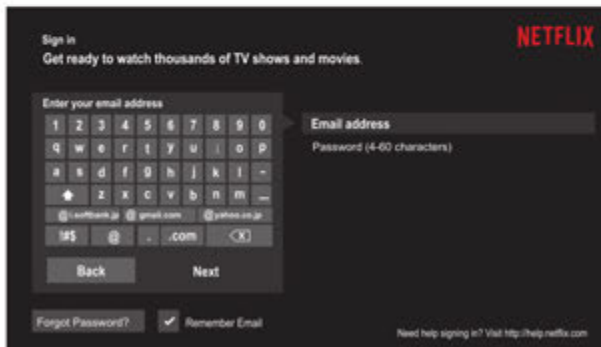 Sign in
NETFLIX
Get ready to watch thousands of TV shows and movies.
Enter your email address
1 2 3 4 5 6 7 8 9 0
q w e r t y u i o p
a s d f g h j k l -
z x c v b n m _
@i.softbank.jp @gmail.com @yahoo.co.jp
!#$ @ . .com
Back Next
Email address
Password (4-60 characters)
Forgot Password? Remember Email
Need help signing in? Visit http://help.netflix.com